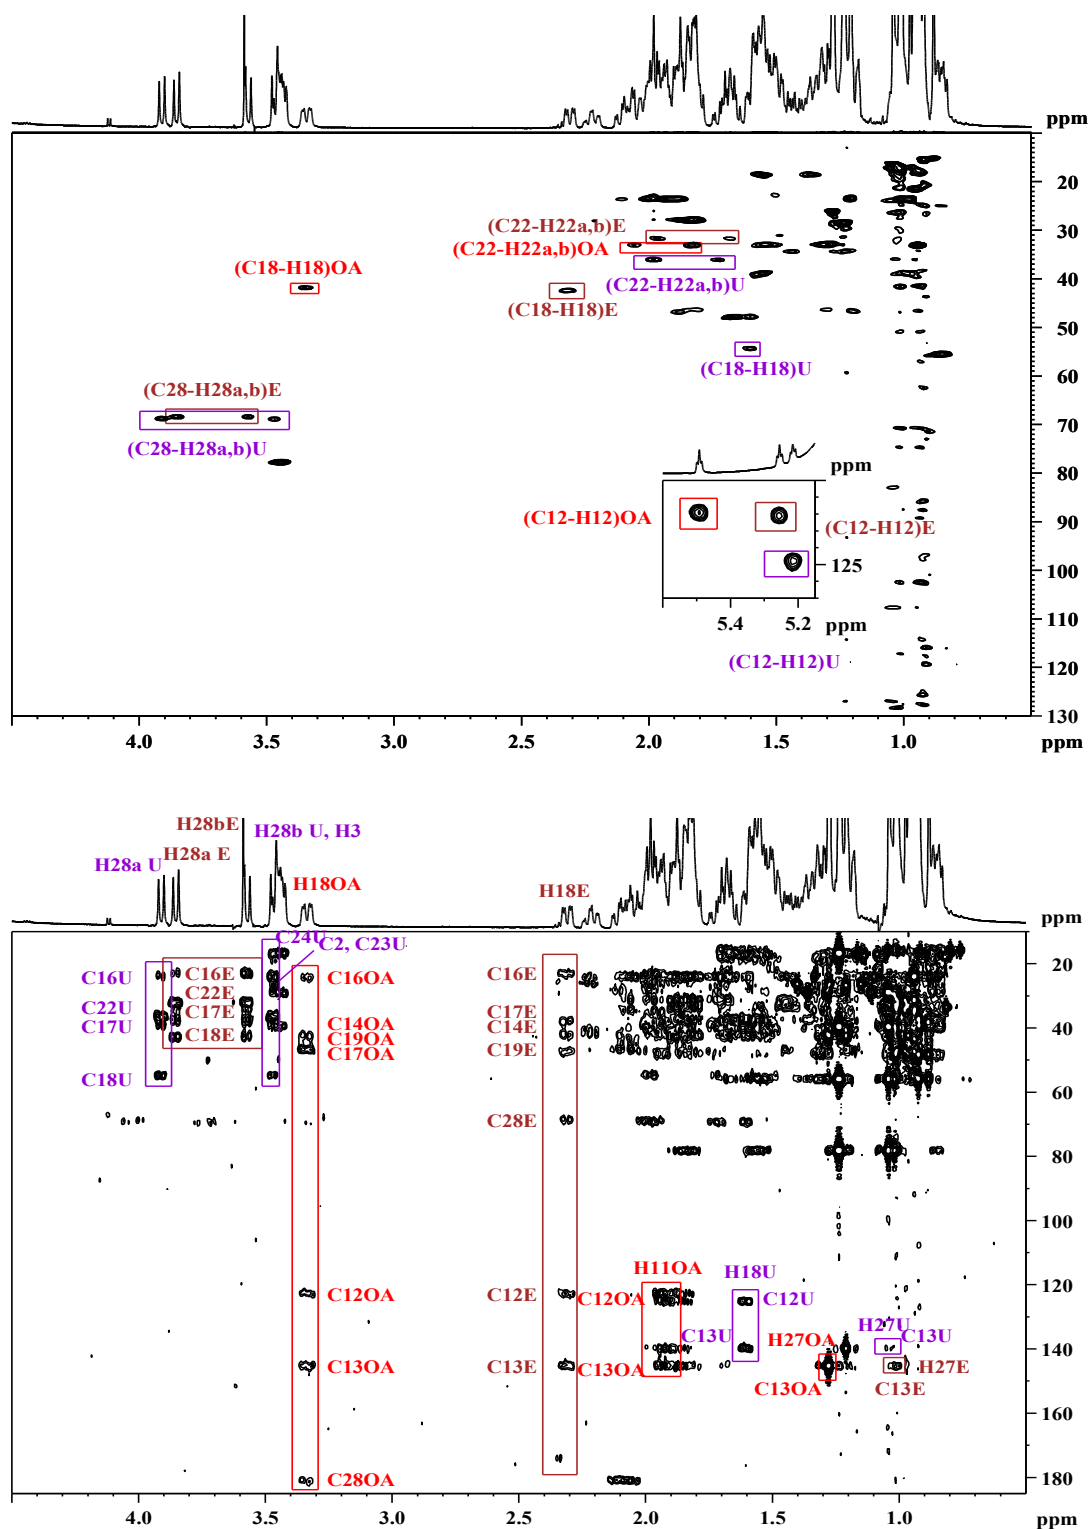 ppm
20
(C22-H22a,b)E
30
(C22-H22a,b)OA
(C18-H18)OA
40
(C22-H22a,b)U
(C18-H18)E
50
(C18-H18)U
60
(C28-H28a,b)E
70
(C28-H28a,b)U
ppm
80
(C12-H12)OA
90
(C12-H12)E
125
100
5.4
5.2
ppm
110
(C12-H12)U
120
130
4.0
3.5
3.0
2.5
2.0
1.5
1.0
ppm
H28bE
H28b U, H3
H28a U
H28a E
H18OA
H18E
ppm
C24U
C2, C23U
C16U
C16E
C16OA
C16E
20
C22E
C22U
C17E
C14OA
C17E
C17U
C14E
40
C18E
C19OA
C17OA
C19E
C18U
60
C28E
80
100
H11OA
H18U
C12OA
C12E
C12OA
C12U
120
H27U
C13U
H27OA
C13U
140
C13OA
C13E
C13OA
H27E
C13OA
C13E
160
C28OA
180
4.0
3.5
3.0
2.5
2.0
1.5
1.0
ppm